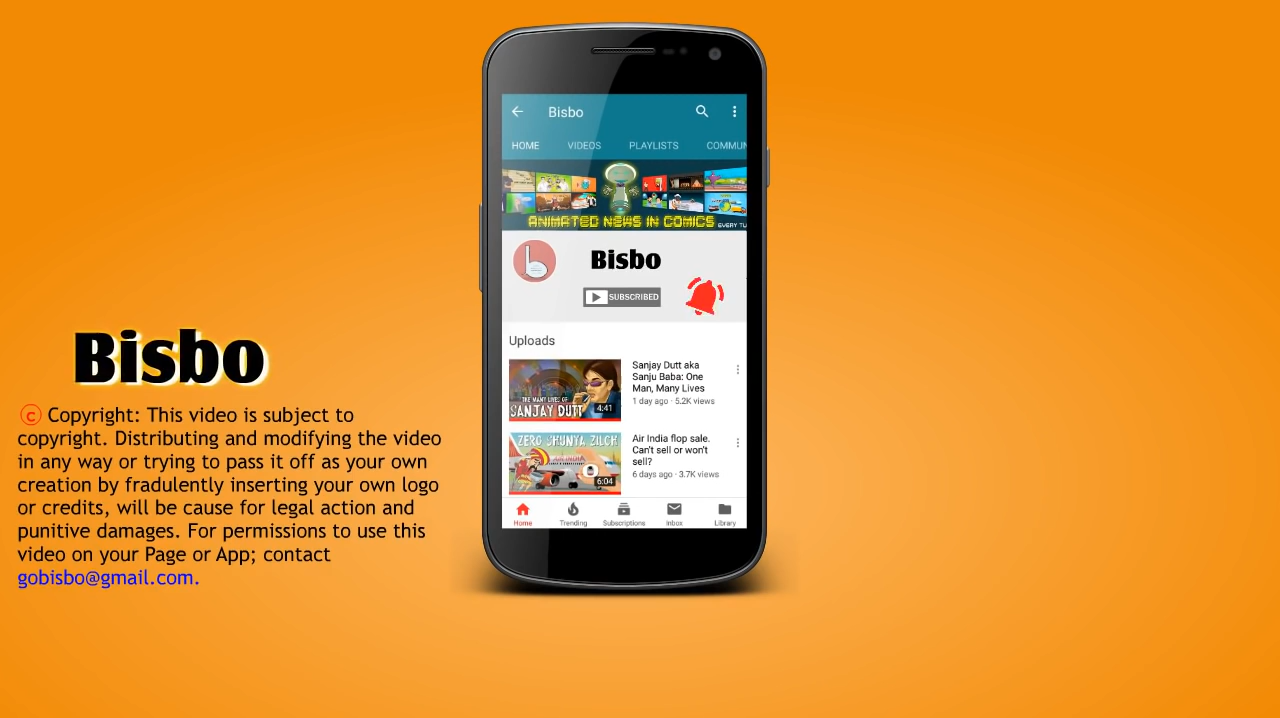 Bisbo
HOME VIDEOS PLAYLISTS COMMUN
ANIMATED NEWS IN COMICS EVERY TU
Bisbo
SUBSCRIBED
Uploads
THE MANY LIVES OF
SANJAY DUTT
4:41
Sanjay Dutt aka
Sanju Baba: One
Man, Many Lives
1 day ago · 5.2K views
ZERO SHUNYA ZILCH
6:04
Air India flop sale.
Can't sell or won't
sell?
6 days ago · 3.7K views
Home Trending Subscriptions Inbox Library
Bisbo
© Copyright: This video is subject to
copyright. Distributing and modifying the video
in any way or trying to pass it off as your own
creation by fradulently inserting your own logo
or credits, will be cause for legal action and
punitive damages. For permissions to use this
video on your Page or App; contact
gobisbo@gmail.com.